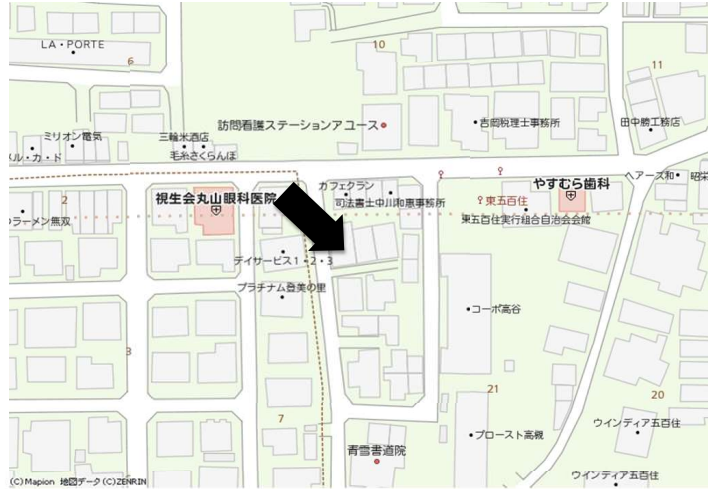 LA・PORTE
6
10
11
訪問看護ステーションアユース
吉岡税理士事務所
田中勝工務店
ミリオン電気
三輪米酒店
毛糸さくらんぼ
ル・カ・ド
ヘアーズ和
昭栄
カフェクラン
やすむら歯科
2
視生会丸山眼科医院
司法書士中川和恵事務所
東五百住
ラーメン無双
東五百住実行組合自治会会館
デイサービス1・2・3
プラチナム登美の里
コーポ高谷
3
21
20
7
ウインディア五百住
プロースト高槻
青雪書道院
ウインディア五百住
(C)Mapion 地図データ(C)ZENRIN